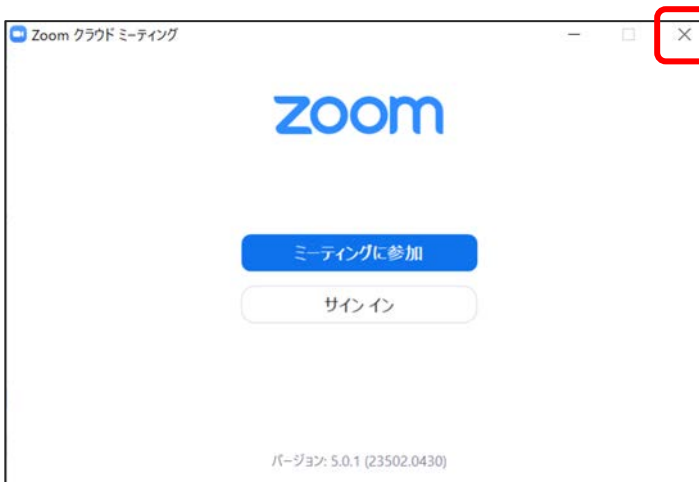 Zoom クラウド ミーティング
zoom
ミーティングに参加
サイン イン
バージョン: 5.0.1 (23502.0430)